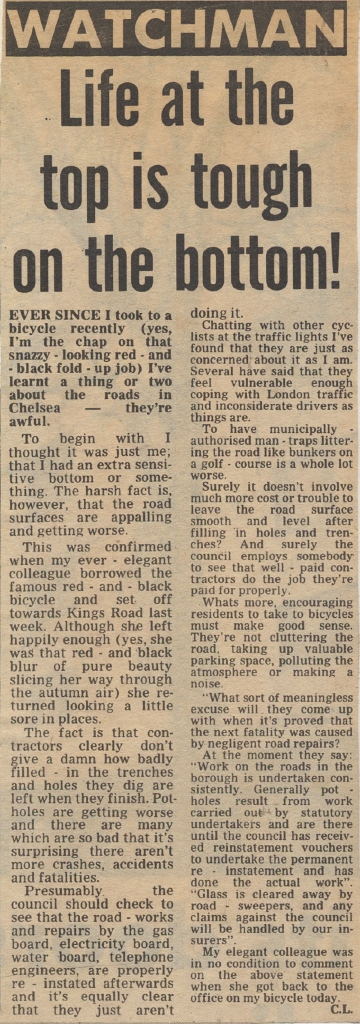 WATCHMAN
Life at the
top is tough
on the bottom!
EVER SINCE I took to a
bicycle recently (yes,
I'm the chap on that
snazzy - looking red - and
- black fold - up job) I've
learnt a thing or two
about the roads in
Chelsea — they're
awful.
To begin with I
thought it was just me;
that I had an extra sensi-
tive bottom or some-
thing. The harsh fact is,
however, that the road
surfaces are appalling
and getting worse.
This was confirmed
when my ever - elegant
colleague borrowed the
famous red - and - black
bicycle and set off
towards Kings Road last
week. Although she left
happily enough (yes, she
was that red - and black
blur of pure beauty
slicing her way through
the autumn air) she re-
turned looking a little
sore in places.
The fact is that con-
tractors clearly don't
give a damn how badly
filled - in the trenches
and holes they dig are
left when they finish. Pot-
holes are getting worse
and there are many
which are so bad that it's
surprising there aren't
more crashes, accidents
and fatalities.
Presumably the
council should check to
see that the road - works
and repairs by the gas
board, electricity board,
water board, telephone
engineers, are properly
re - instated afterwards
and it's equally clear
that they just aren't
doing it.
Chatting with other cyc-
lists at the traffic lights I've
found that they are just as
concerned about it as I am.
Several have said that they
feel vulnerable enough
coping with London traffic
and inconsiderate drivers as
things are.
To have municipally -
authorised man - traps litter-
ing the road like bunkers on
a golf - course is a whole lot
worse.
Surely it doesn't involve
much more cost or trouble to
leave the road surface
smooth and level after
filling in holes and tren-
ches? And surely the
council employs somebody
to see that well - paid con-
tractors do the job they're
paid for properly.
Whats more, encouraging
residents to take to bicycles
must make good sense.
They're not cluttering the
road, taking up valuable
parking space, polluting the
atmosphere or making a
noise.
"What sort of meaningless
excuse will they come up
with when it's proved that
the next fatality was caused
by negligent road repairs?
At the moment they say:
"Work on the roads in the
borough is undertaken con-
sistently. Generally pot -
holes result from work
carried out by statutory
undertakers and are there
until the council has receiv-
ed reinstatement vouchers
to undertake the permanent
re - instatement and has
done the actual work".
"Glass is cleared away by
road - sweepers, and any
claims against the council
will be handled by our in-
surers".
My elegant colleague was
in no condition to comment
on the above statement
when she got back to the
office on my bicycle today.
C.L.